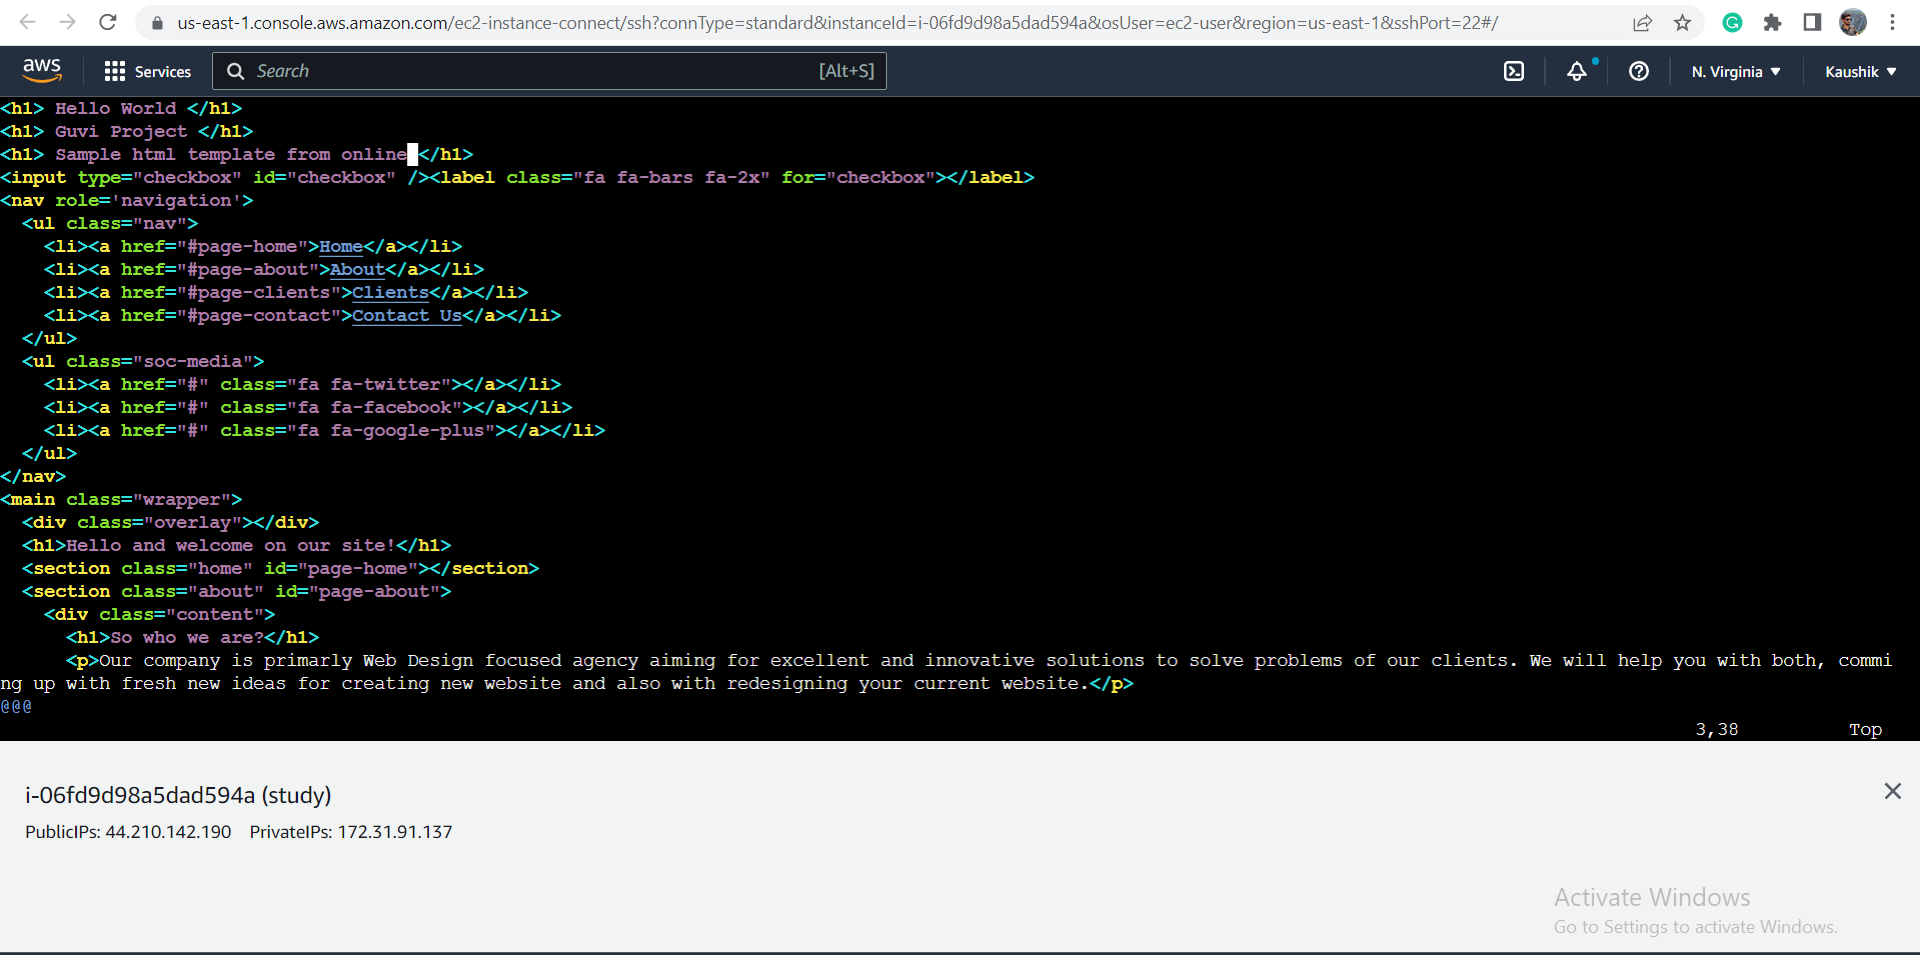 us-east-1.console.aws.amazon.com/ec2-instance-connect/ssh?connType=standard&instanceId=i-06fd9d98a5dad594a&osUser=ec2-user&region=us-east-1&sshPort=22#/
aws Services Search [Alt+S] N. Virginia Kaushik
<h1> Hello World </h1>
<h1> Guvi Project </h1>
<h1> Sample html template from online </h1>
<input type="checkbox" id="checkbox" /><label class="fa fa-bars fa-2x" for="checkbox"></label>
<nav role='navigation'>
  <ul class="nav">
    <li><a href="#page-home">Home</a></li>
    <li><a href="#page-about">About</a></li>
    <li><a href="#page-clients">Clients</a></li>
    <li><a href="#page-contact">Contact Us</a></li>
  </ul>
  <ul class="soc-media">
    <li><a href="#" class="fa fa-twitter"></a></li>
    <li><a href="#" class="fa fa-facebook"></a></li>
    <li><a href="#" class="fa fa-google-plus"></a></li>
  </ul>
</nav>
<main class="wrapper">
  <div class="overlay"></div>
  <h1>Hello and welcome on our site!</h1>
  <section class="home" id="page-home"></section>
  <section class="about" id="page-about">
    <div class="content">
      <h1>So who we are?</h1>
      <p>Our company is primarly Web Design focused agency aiming for excellent and innovative solutions to solve problems of our clients. We will help you with both, commi
ng up with fresh new ideas for creating new website and also with redesigning your current website.</p>
@@@
3,38 Top
i-06fd9d98a5dad594a (study)
PublicIPs: 44.210.142.190 PrivateIPs: 172.31.91.137
Activate Windows
Go to Settings to activate Windows.